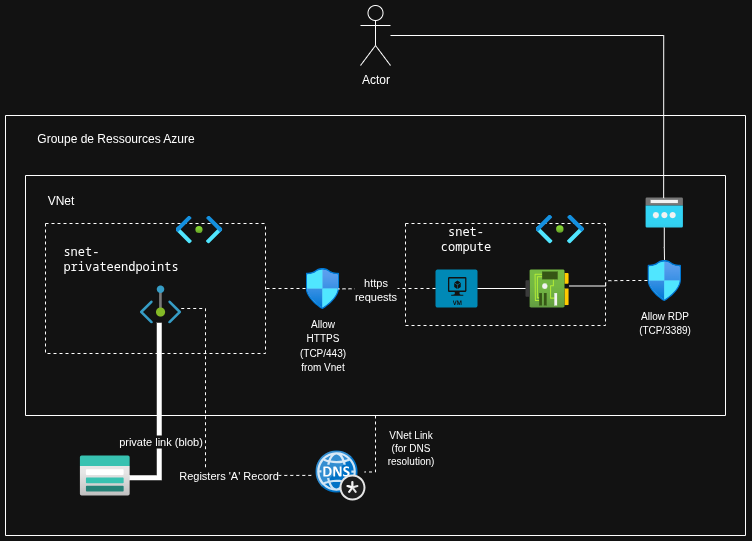 Actor
Groupe de Ressources Azure
VNet
snet-
privateendpoints
snet-
compute
https
requests
VM
Allow
HTTPS
(TCP/443)
from Vnet
Allow RDP
(TCP/3389)
private link (blob)
Registers 'A' Record
DNS
VNet Link
(for DNS
resolution)